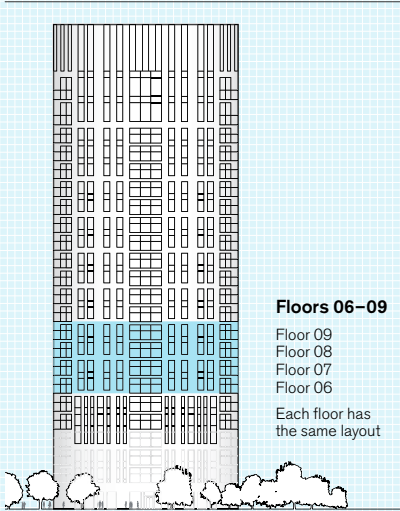 Floors 06–09
Floor 09
Floor 08
Floor 07
Floor 06
Each floor has
the same layout